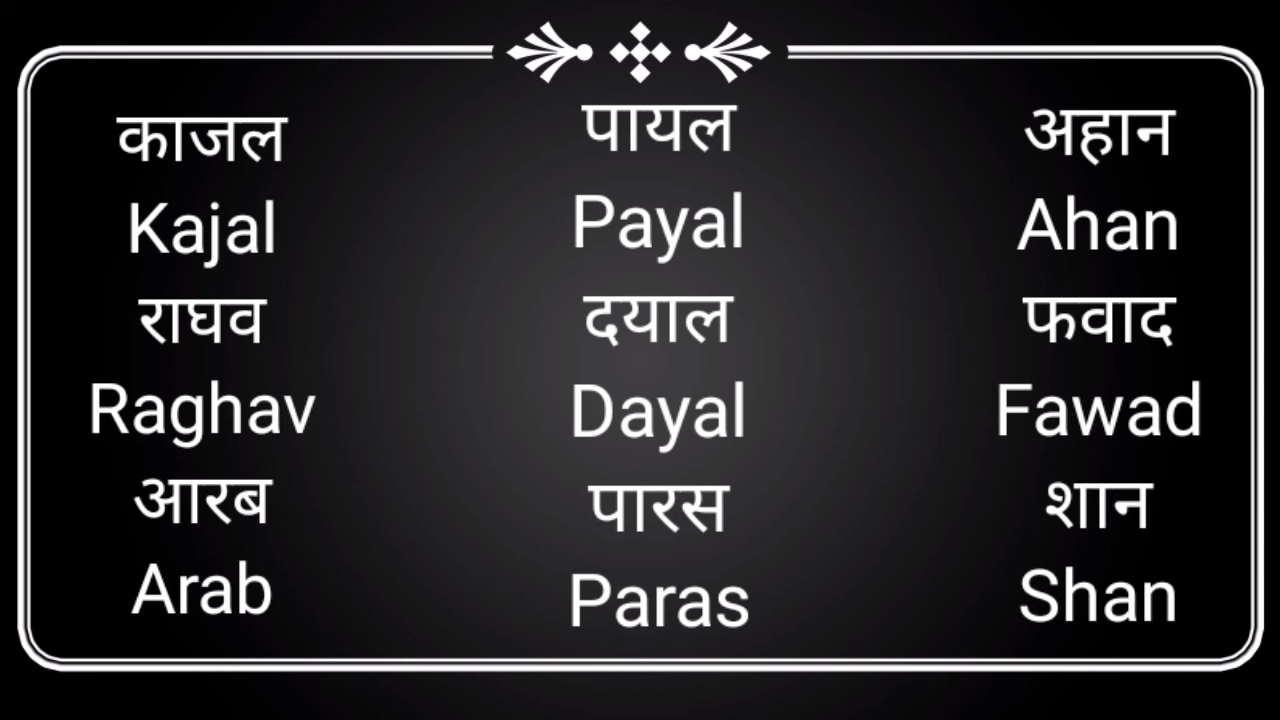 काजल
Kajal
राघव
Raghav
आरब
Arab
पायल
Payal
दयाल
Dayal
पारस
Paras
अहान
Ahan
फवाद
Fawad
शान
Shan